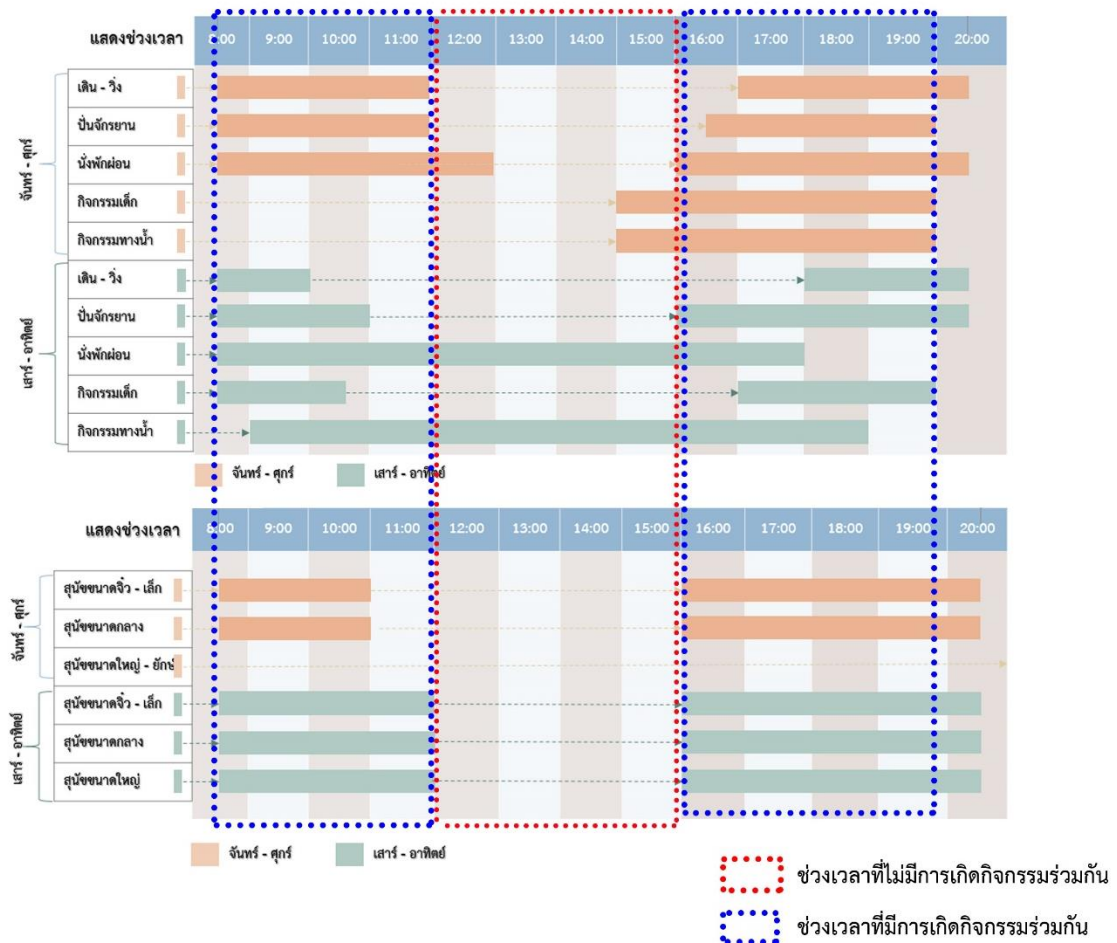 แสดงช่วงเวลา 8:00 9:00 10:00 11:00 12:00 13:00 14:00 15:00 16:00 17:00 18:00 19:00 20:00
จันทร์ - ศุกร์
เดิน - วิ่ง
ปั่นจักรยาน
นั่งพักผ่อน
กิจกรรมเด็ก
กิจกรรมทางน้ำ
เสาร์ - อาทิตย์
เดิน - วิ่ง
ปั่นจักรยาน
นั่งพักผ่อน
กิจกรรมเด็ก
กิจกรรมทางน้ำ
จันทร์ - ศุกร์ เสาร์ - อาทิตย์
แสดงช่วงเวลา 8:00 9:00 10:00 11:00 12:00 13:00 14:00 15:00 16:00 17:00 18:00 19:00 20:00
จันทร์ - ศุกร์
สุนัขขนาดจิ๋ว - เล็ก
สุนัขขนาดกลาง
สุนัขขนาดใหญ่ - ยักษ์
เสาร์ - อาทิตย์
สุนัขขนาดจิ๋ว - เล็ก
สุนัขขนาดกลาง
สุนัขขนาดใหญ่
จันทร์ - ศุกร์ เสาร์ - อาทิตย์
ช่วงเวลาที่ไม่มีการเกิดกิจกรรมร่วมกัน
ช่วงเวลาที่มีการเกิดกิจกรรมร่วมกัน